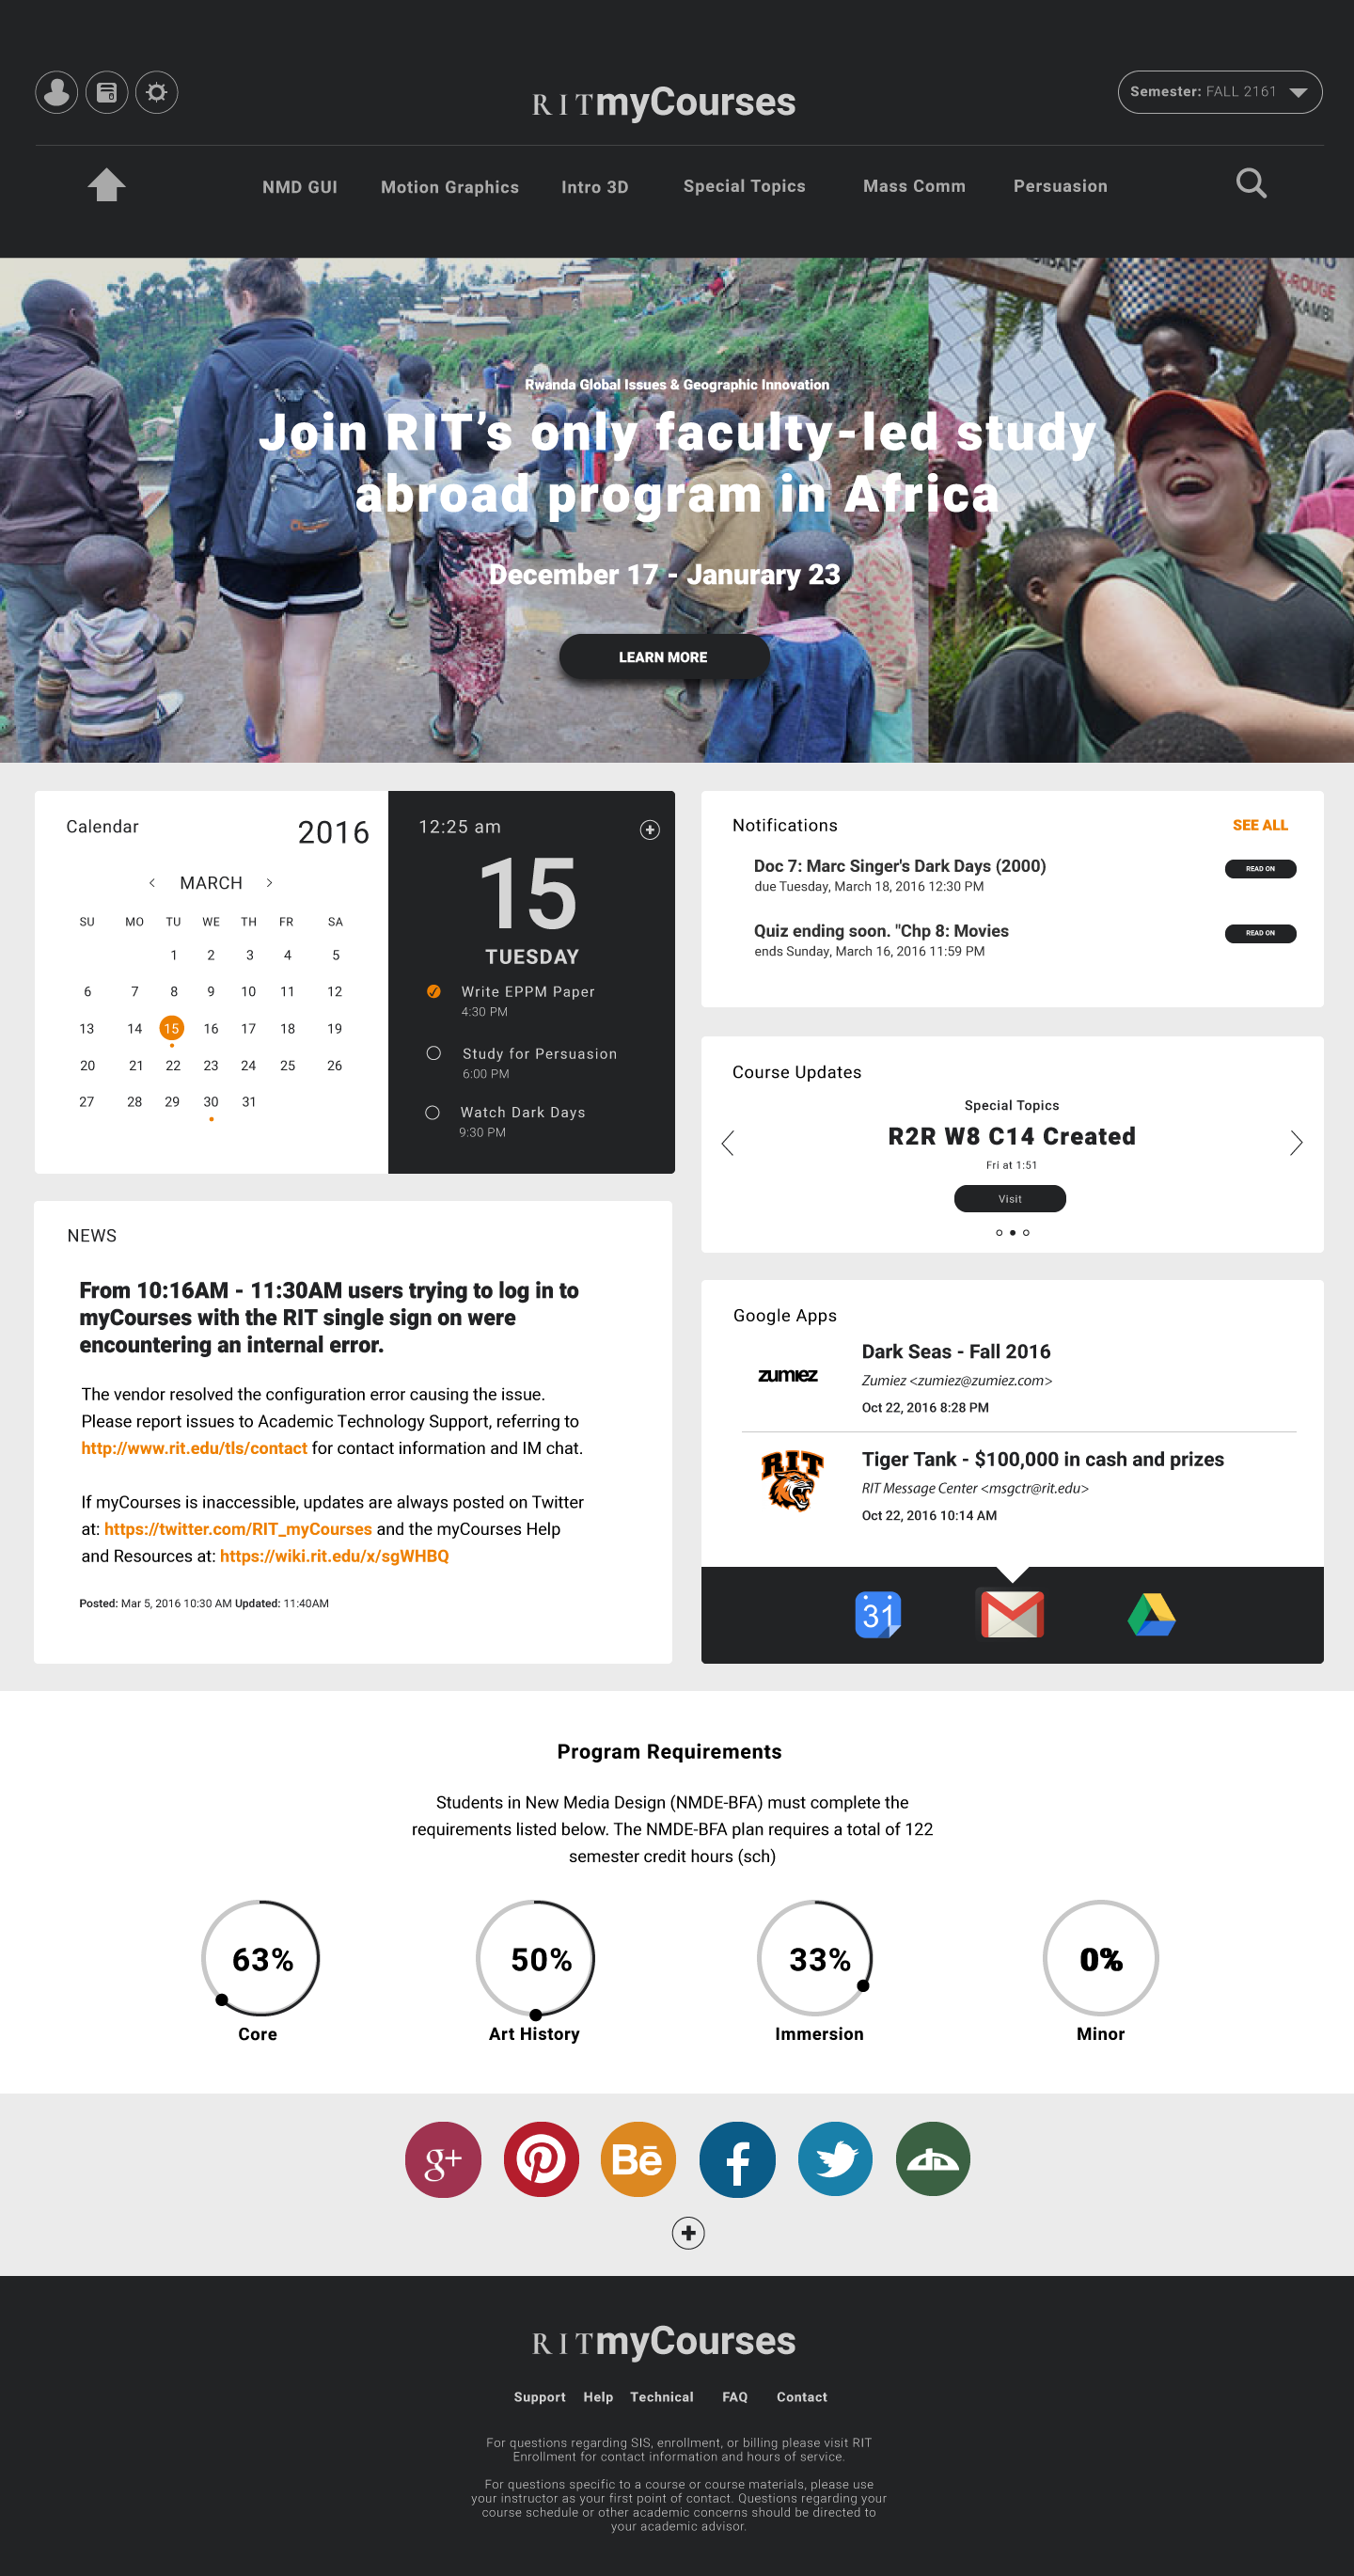 RITmyCourses
Semester: FALL 2161
NMD GUI Motion Graphics Intro 3D Special Topics Mass Comm Persuasion
Rwanda Global Issues & Geographic Innovation
Join RIT’s only faculty-led study
abroad program in Africa
December 17 - Janurary 23
LEARN MORE
Calendar
2016
< MARCH >
SU MO TU WE TH FR SA
1 2 3 4 5
6 7 8 9 10 11 12
13 14 15 16 17 18 19
20 21 22 23 24 25 26
27 28 29 30 31
12:25 am
15
TUESDAY
Write EPPM Paper
4:30 PM
Study for Persuasion
6:00 PM
Watch Dark Days
9:30 PM
Notifications
SEE ALL
Doc 7: Marc Singer's Dark Days (2000)
due Tuesday, March 18, 2016 12:30 PM
READ ON
Quiz ending soon. "Chp 8: Movies
ends Sunday, March 16, 2016 11:59 PM
READ ON
Course Updates
Special Topics
R2R W8 C14 Created
Fri at 1:51
Visit
NEWS
From 10:16AM - 11:30AM users trying to log in to
myCourses with the RIT single sign on were
encountering an internal error.
The vendor resolved the configuration error causing the issue.
Please report issues to Academic Technology Support, referring to
http://www.rit.edu/tls/contact for contact information and IM chat.
If myCourses is inaccessible, updates are always posted on Twitter
at: https://twitter.com/RIT_myCourses and the myCourses Help
and Resources at: https://wiki.rit.edu/x/sgWHBQ
Posted: Mar 5, 2016 10:30 AM Updated: 11:40AM
Google Apps
zumiez
Dark Seas - Fall 2016
Zumiez <zumiez@zumiez.com>
Oct 22, 2016 8:28 PM
RIT
Tiger Tank - $100,000 in cash and prizes
RIT Message Center <msgctr@rit.edu>
Oct 22, 2016 10:14 AM
31
Program Requirements
Students in New Media Design (NMDE-BFA) must complete the
requirements listed below. The NMDE-BFA plan requires a total of 122
semester credit hours (sch)
63% 50% 33% 0%
Core Art History Immersion Minor
g+ Bē f
RITmyCourses
Support Help Technical FAQ Contact
For questions regarding SIS, enrollment, or billing please visit RIT
Enrollment for contact information and hours of service.
For questions specific to a course or course materials, please use
your instructor as your first point of contact. Questions regarding your
course schedule or other academic concerns should be directed to
your academic advisor.